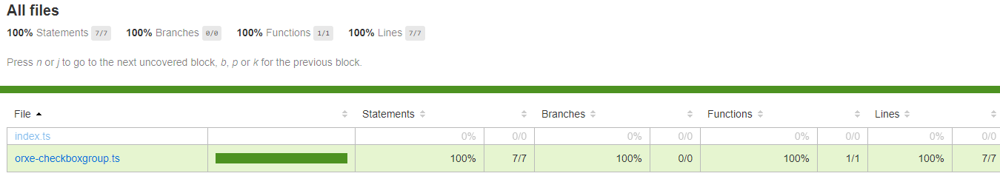 All files
100% Statements 7/7 100% Branches 0/0 100% Functions 1/1 100% Lines 7/7
Press n or j to go to the next uncovered block, b, p or k for the previous block.
File Statements Branches Functions Lines
index.ts 0% 0/0 0% 0/0 0% 0/0 0% 0/0
orxe-checkboxgroup.ts 100% 7/7 100% 0/0 100% 1/1 100% 7/7